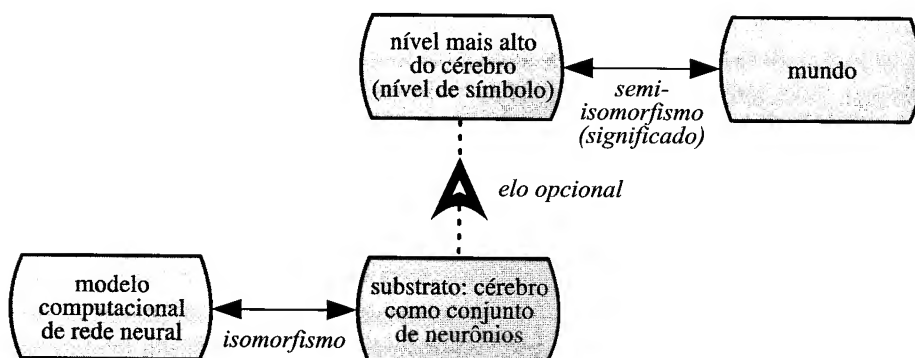 nível mais alto
do cérebro
(nível de símbolo)
semi-
isomorfismo
(significado)
mundo
elo opcional
modelo
computacional
de rede neural
isomorfismo
substrato: cérebro
como conjunto
de neurônios